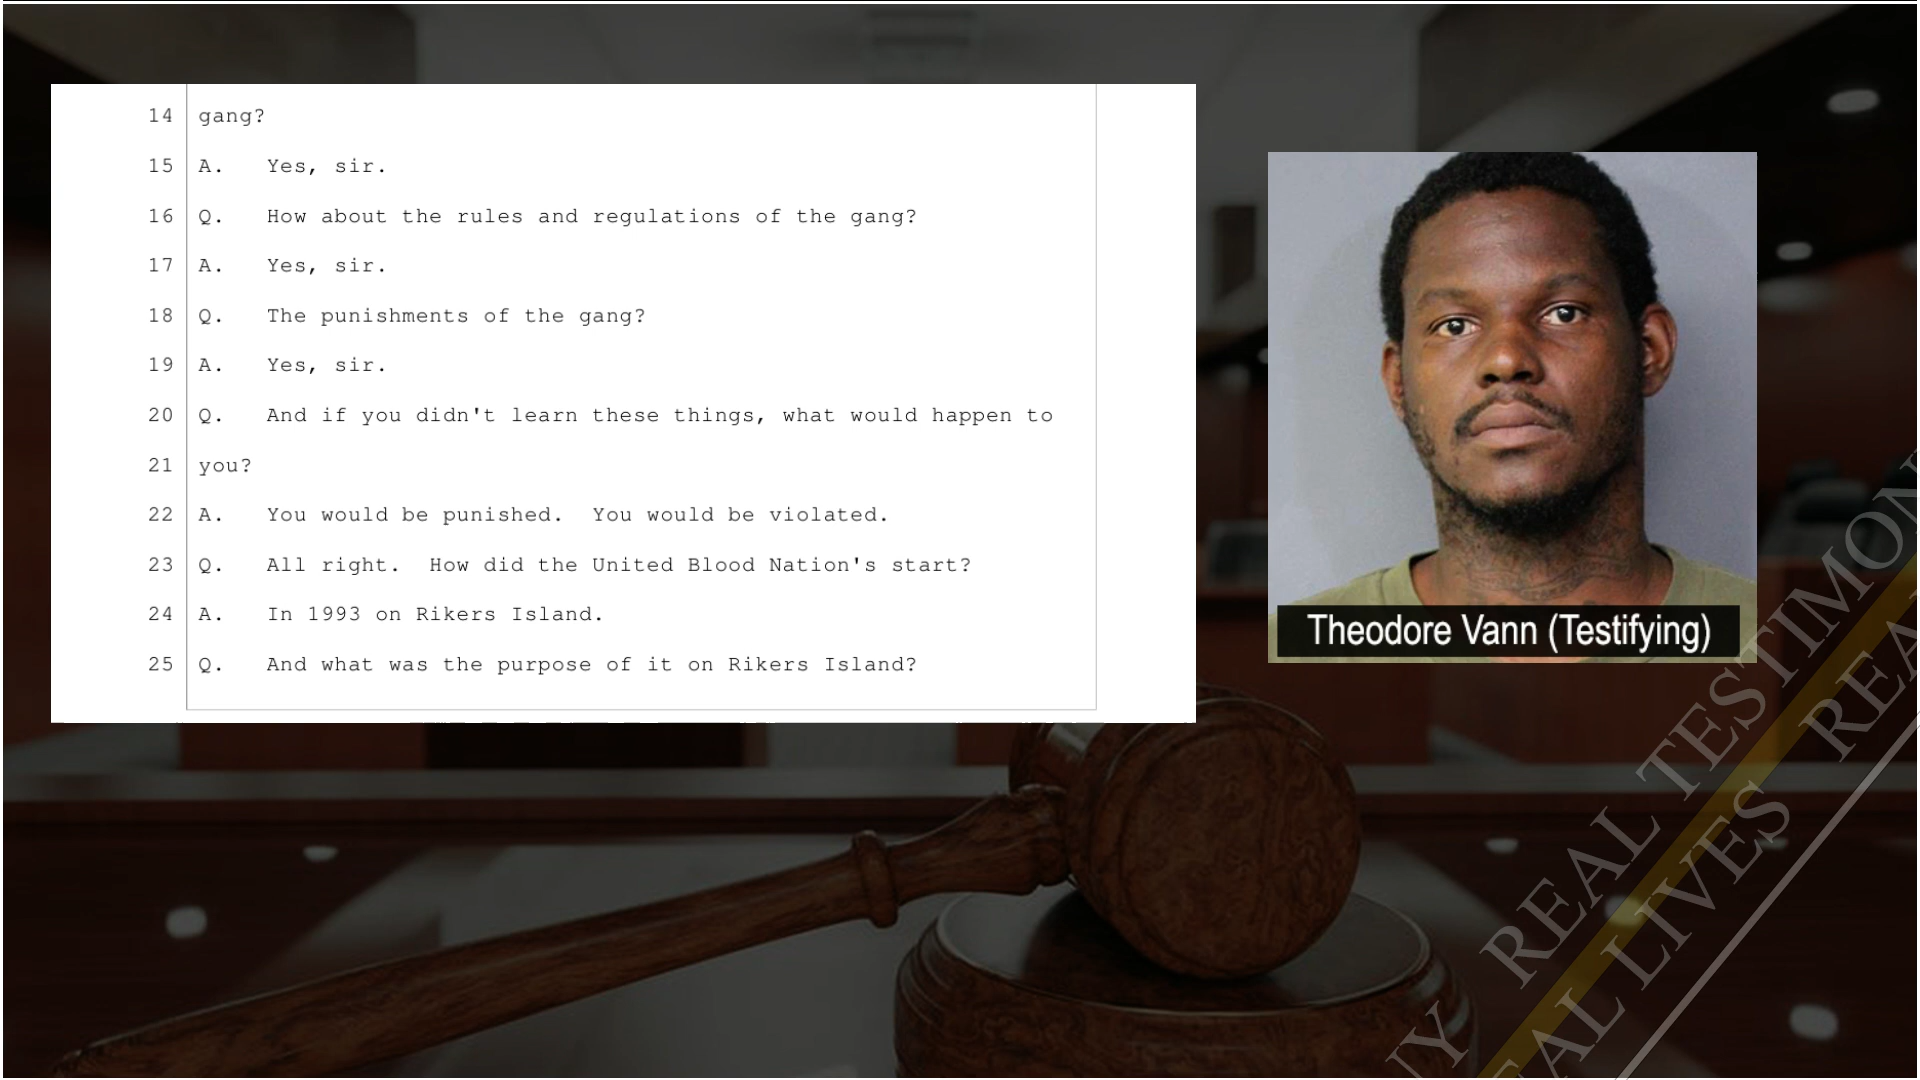 14 gang?
15 A. Yes, sir.
16 Q. How about the rules and regulations of the gang?
17 A. Yes, sir.
18 Q. The punishments of the gang?
19 A. Yes, sir.
20 Q. And if you didn't learn these things, what would happen to
21 you?
22 A. You would be punished. You would be violated.
23 Q. All right. How did the United Blood Nation's start?
24 A. In 1993 on Rikers Island.
25 Q. And what was the purpose of it on Rikers Island?
Theodore Vann (Testifying)
REAL TESTIMON
REAL LIVES REA